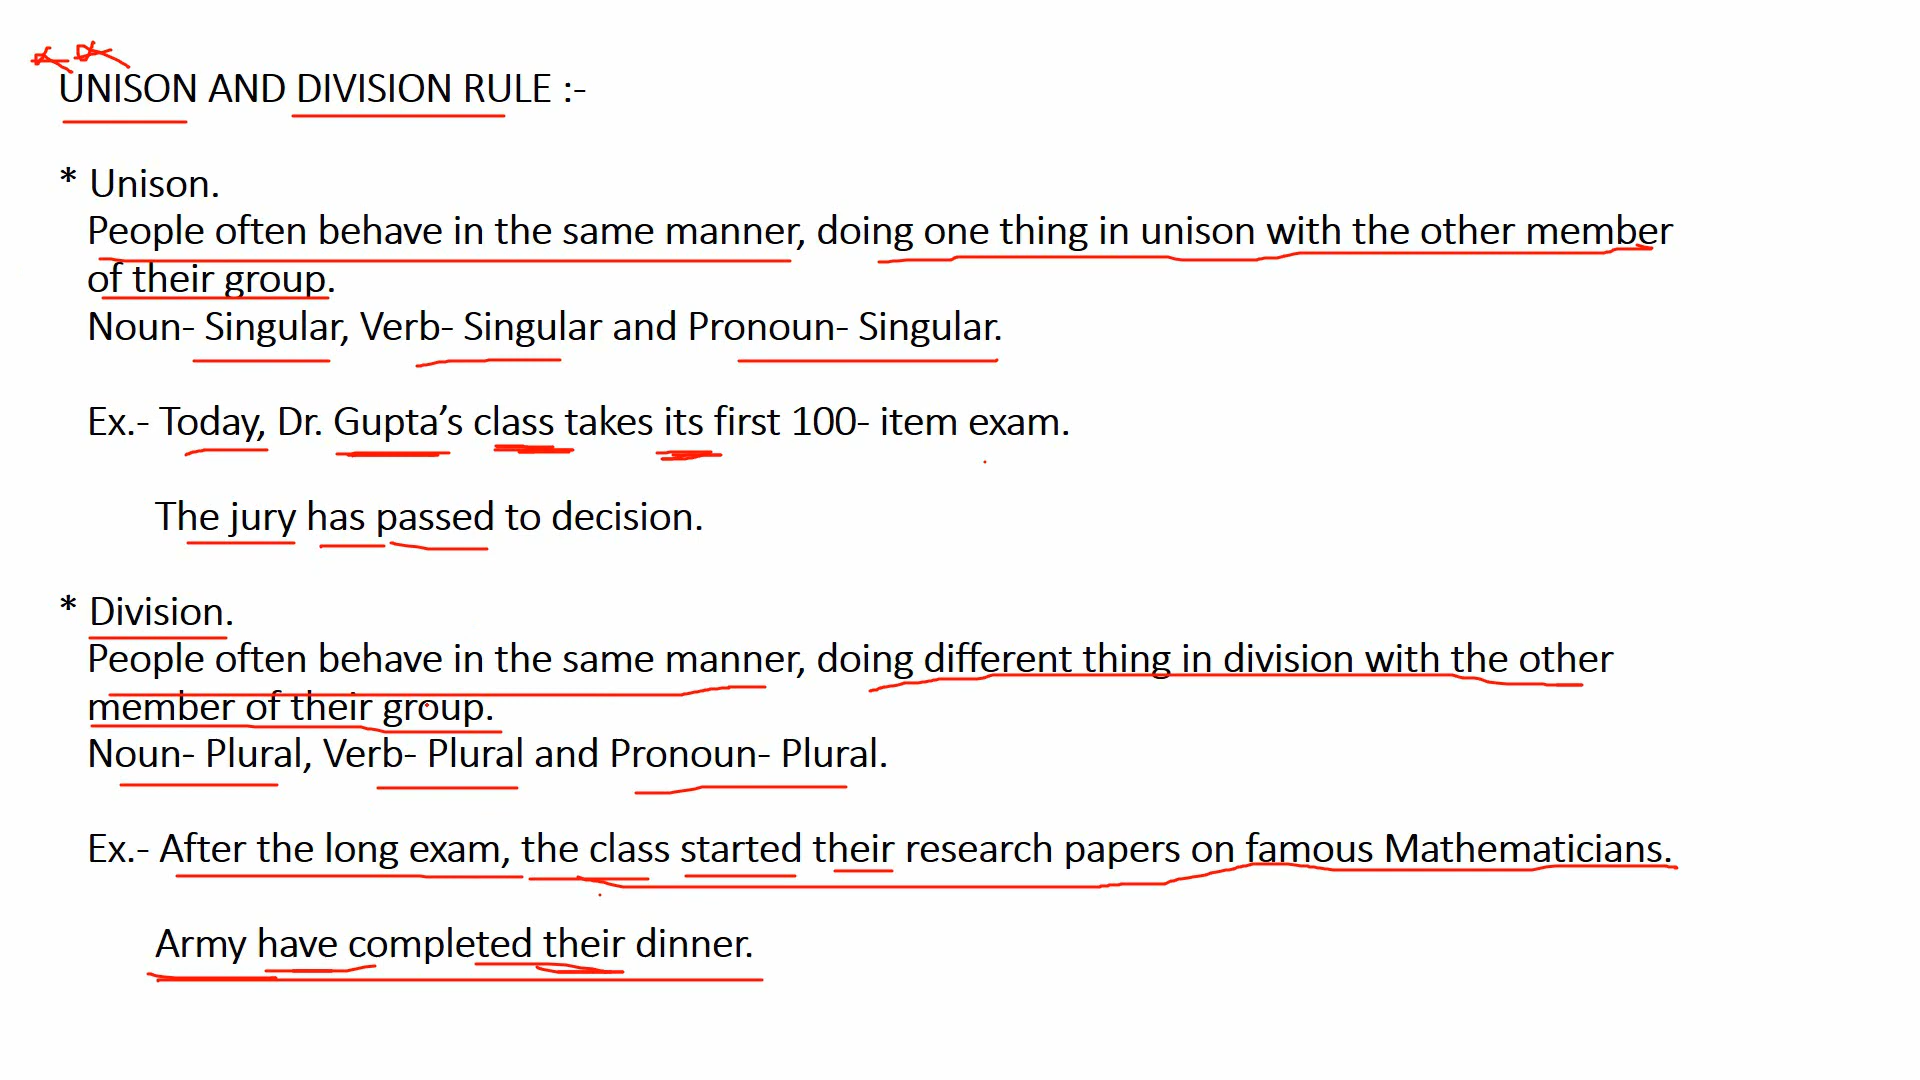 UNISON AND DIVISION RULE :-
* Unison.
People often behave in the same manner, doing one thing in unison with the other member
of their group.
Noun- Singular, Verb- Singular and Pronoun- Singular.
Ex.- Today, Dr. Gupta’s class takes its first 100- item exam.
The jury has passed to decision.
* Division.
People often behave in the same manner, doing different thing in division with the other
member of their group.
Noun- Plural, Verb- Plural and Pronoun- Plural.
Ex.- After the long exam, the class started their research papers on famous Mathematicians.
Army have completed their dinner.